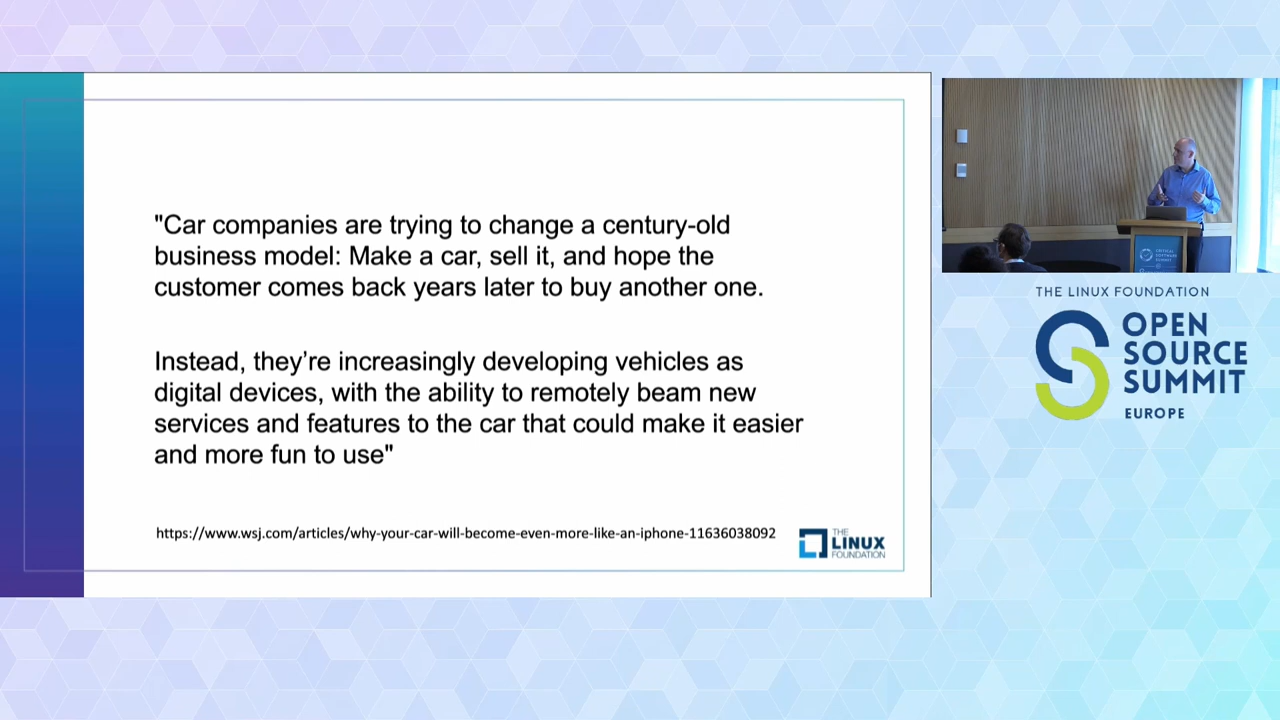 "Car companies are trying to change a century-old
business model: Make a car, sell it, and hope the
customer comes back years later to buy another one.
Instead, they’re increasingly developing vehicles as
digital devices, with the ability to remotely beam new
services and features to the car that could make it easier
and more fun to use"
https://www.wsj.com/articles/why-your-car-will-become-even-more-like-an-iphone-11636038092
THE
LINUX
FOUNDATION
CRITICAL
SOFTWARE
SUMMIT
THE LINUX FOUNDATION
OPEN
SOURCE
SUMMIT
EUROPE